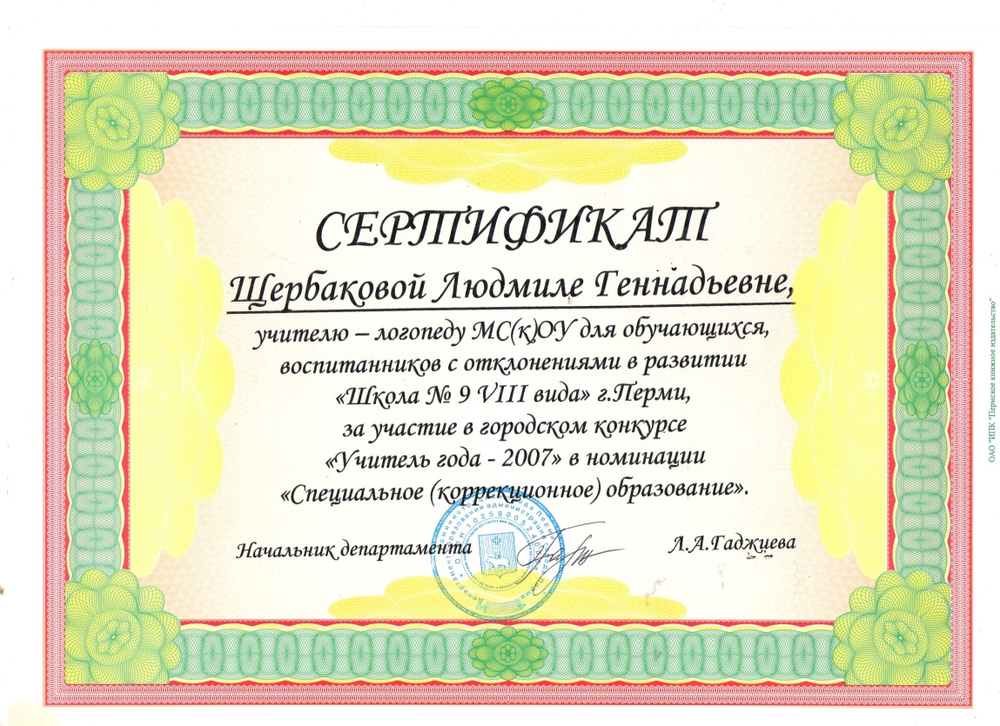 СЕРТИФИКАТ
Щербаковой Людмиле Геннадьевне,
учителю – логопеду МС(к)ОУ для обучающихся,
воспитанников с отклонениями в развитии
«Школа № 9 VIII вида» г.Перми,
за участие в городском конкурсе
«Учитель года - 2007» в номинации
«Специальное (коррекционное) образование».
Начальник департамента
Л.А.Гаджиева
ОАО "ИПК "Пермское книжное издательство"